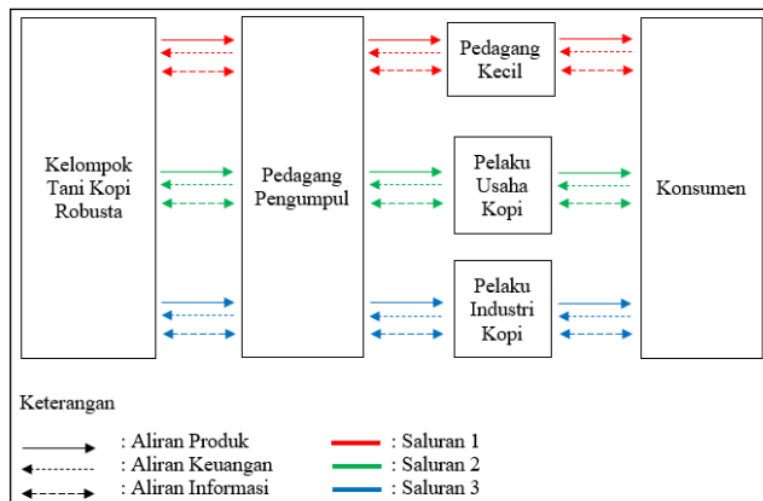 Kelompok
Tani Kopi
Robusta
Pedagang
Pengumpul
Pedagang
Kecil
Pelaku
Usaha
Kopi
Pelaku
Industri
Kopi
Konsumen
Keterangan
: Aliran Produk
: Aliran Keuangan
: Aliran Informasi
: Saluran 1
: Saluran 2
: Saluran 3